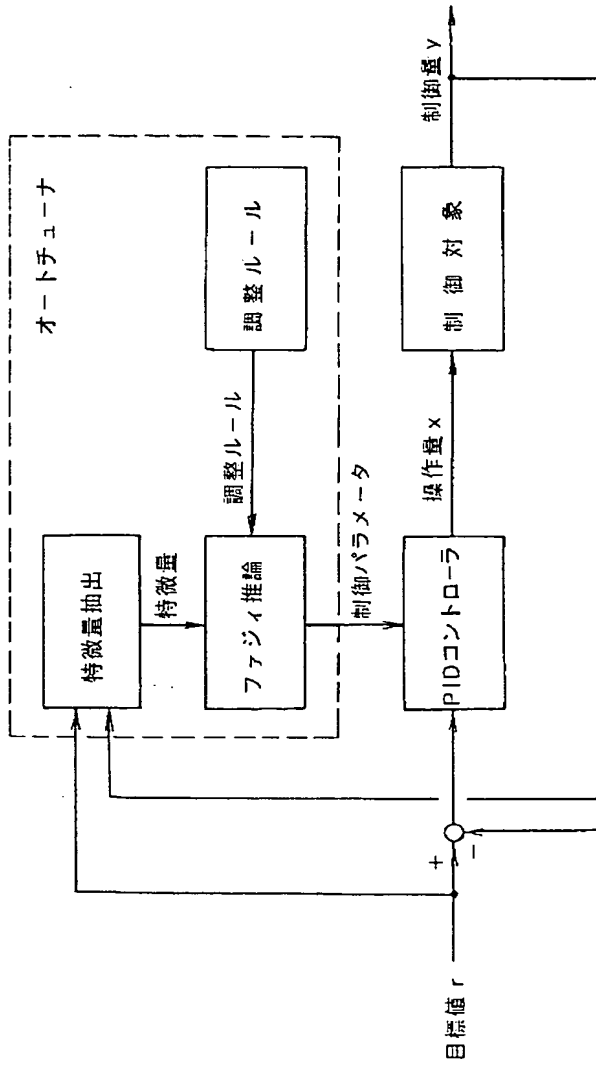 オートチューナ
特徴量抽出
特徴量
ファジィ推論
調整ルール
調整ルール
制御パラメータ
目標値r
+
-
PIDコントローラ
操作量x
制御対象
制御量y